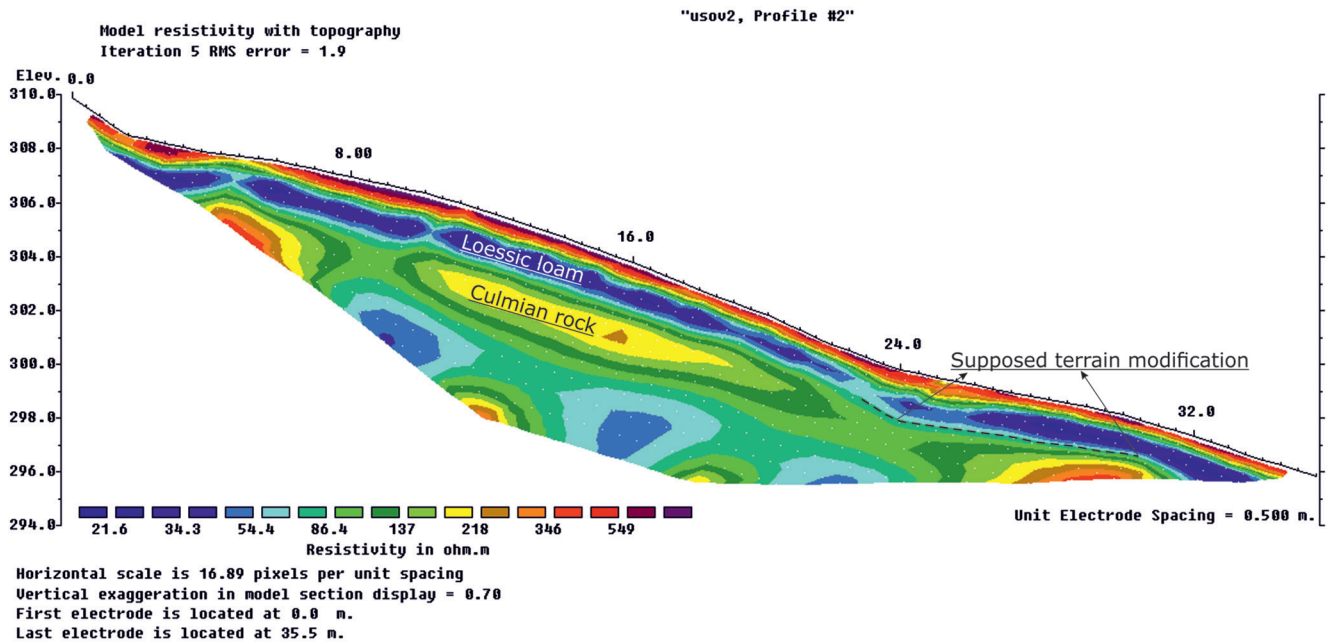 "usov2, Profile #2"
Model resistivity with topography
Iteration 5 RMS error = 1.9
Elev. 0.0
310.0
308.0
8.00
306.0
16.0
304.0
Loessic loam
302.0
Culmian rock
300.0
24.0
Supposed terrain modification
298.0
32.0
296.0
294.0
21.6 34.3 54.4 86.4 137 218 346 549
Unit Electrode Spacing = 0.500 m.
Resistivity in ohm.m
Horizontal scale is 16.89 pixels per unit spacing
Vertical exaggeration in model section display = 0.70
First electrode is located at 0.0 m.
Last electrode is located at 35.5 m.